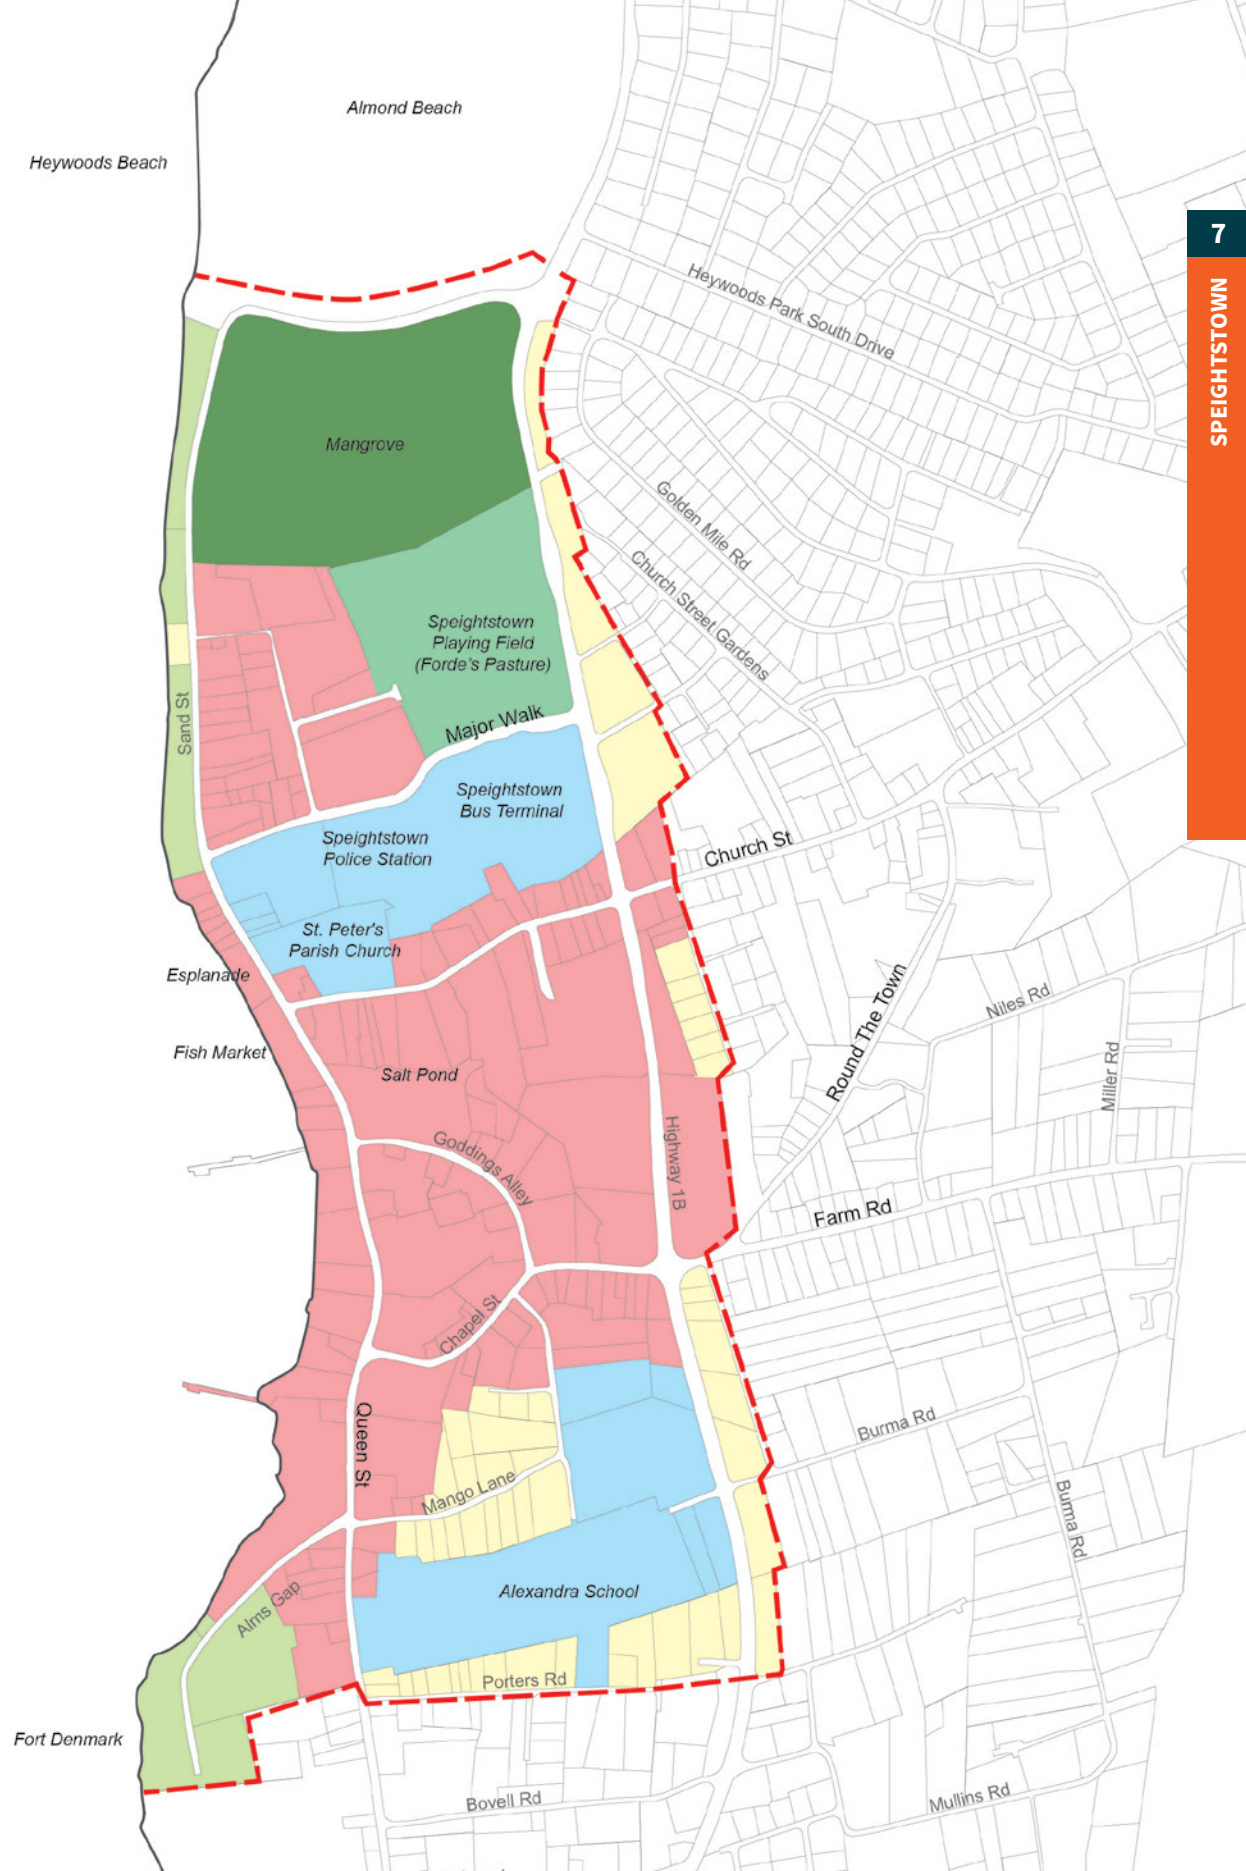 Almond Beach
Heywoods Beach
7
SPEIGHTSTOWN
Heywoods Park South Drive
Mangrove
Golden Mile Rd
Church Street Gardens
Speightstown
Playing Field
(Forde's Pasture)
Sand St
Major Walk
Speightstown
Bus Terminal
Speightstown
Police Station
Church St
St. Peter's
Parish Church
Esplanade
Round The Town
Niles Rd
Fish Market
Salt Pond
Miller Rd
Goddings Alley
Highway 1B
Farm Rd
Chapel St
Queen St
Burma Rd
Mango Lane
Burma Rd
Alexandra School
Alms Gap
Porters Rd
Fort Denmark
Bovell Rd
Mullins Rd